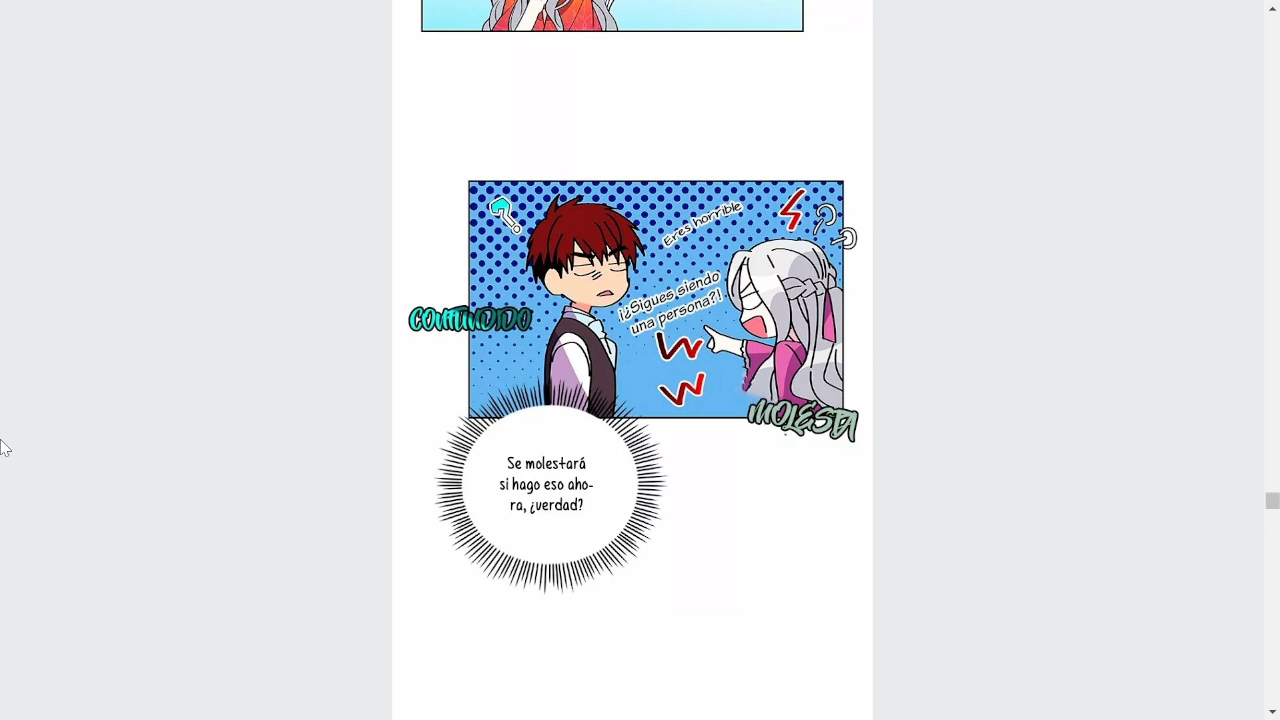 Eres horrible
¡¿Sigues siendo
una persona?!
CONFUNDIDO
MOLESTA
Se molestará
si hago eso aho-
ra, ¿verdad?